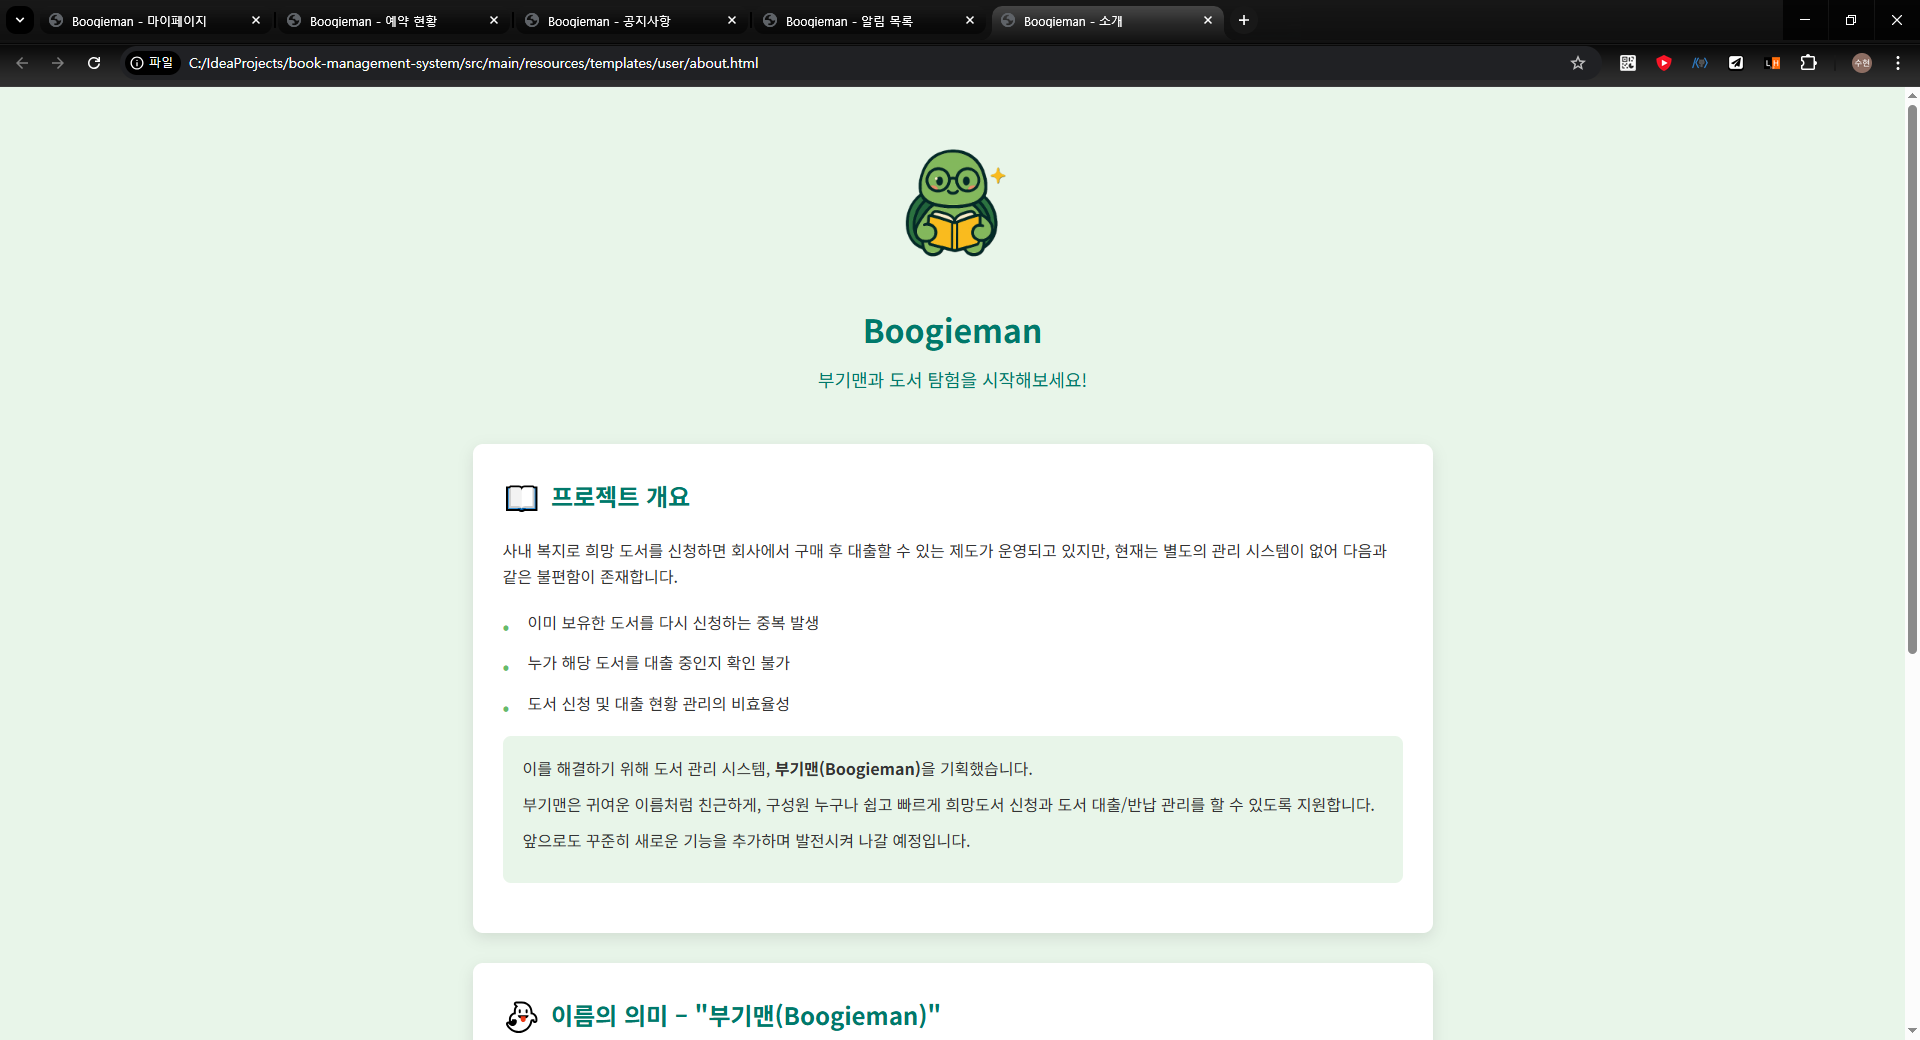 Boogieman - 마이페이지
Boogieman - 예약 현황
Boogieman - 공지사항
Boogieman - 알림 목록
Boogieman - 소개
파일
C:/IdeaProjects/book-management-system/src/main/resources/templates/user/about.html
수현
Boogieman
부기맨과 도서 탐험을 시작해보세요!
프로젝트 개요
사내 복지로 희망 도서를 신청하면 회사에서 구매 후 대출할 수 있는 제도가 운영되고 있지만, 현재는 별도의 관리 시스템이 없어 다음과
같은 불편함이 존재합니다.
이미 보유한 도서를 다시 신청하는 중복 발생
누가 해당 도서를 대출 중인지 확인 불가
도서 신청 및 대출 현황 관리의 비효율성
이를 해결하기 위해 도서 관리 시스템, 부기맨(Boogieman)을 기획했습니다.
부기맨은 귀여운 이름처럼 친근하게, 구성원 누구나 쉽고 빠르게 희망도서 신청과 도서 대출/반납 관리를 할 수 있도록 지원합니다.
앞으로도 꾸준히 새로운 기능을 추가하며 발전시켜 나갈 예정입니다.
이름의 의미 – "부기맨(Boogieman)"